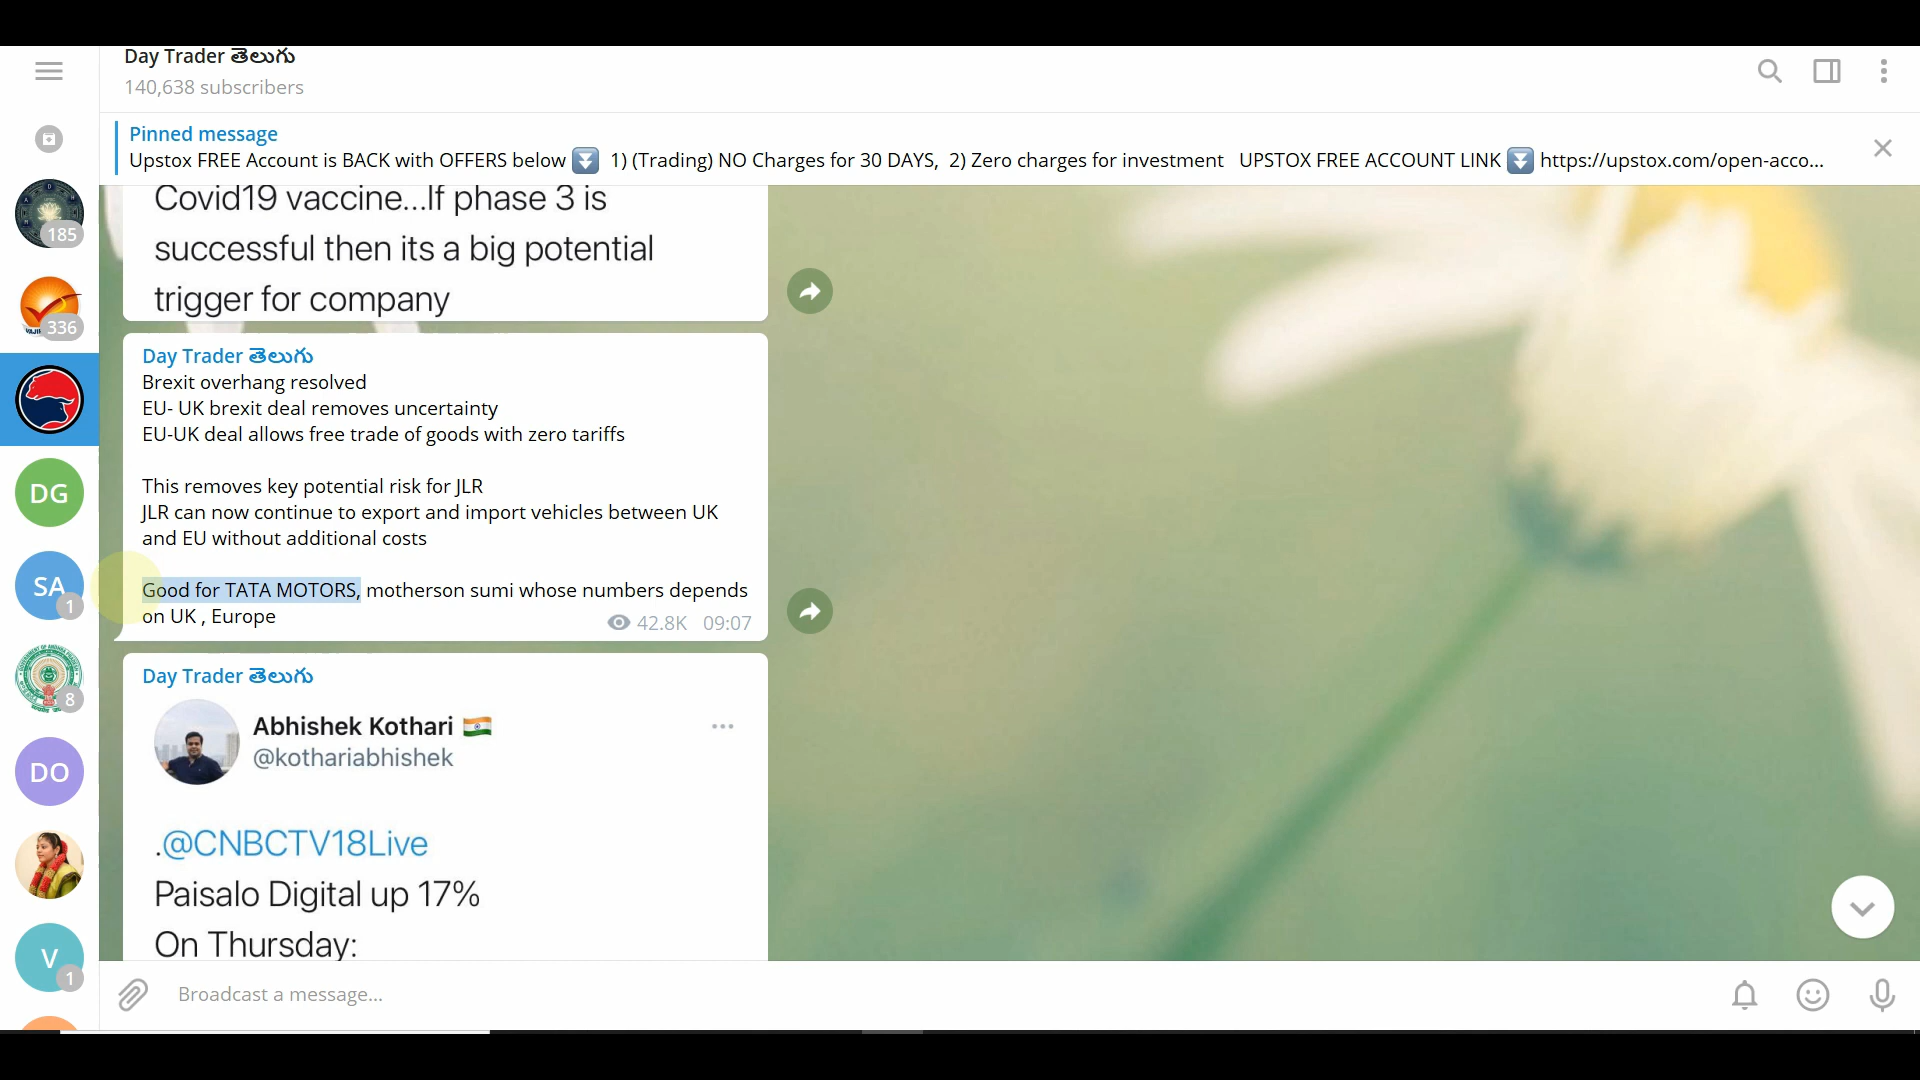 Day Trader తెలుగు
140,638 subscribers
Pinned message
Upstox FREE Account is BACK with OFFERS below ⏬ 1) (Trading) NO Charges for 30 DAYS, 2) Zero charges for investment UPSTOX FREE ACCOUNT LINK ⏬ https://upstox.com/open-acco...
185
336
DG
SA
1
8
DO
V
1
Covid19 vaccine...If phase 3 is
successful then its a big potential
trigger for company
Day Trader తెలుగు
Brexit overhang resolved
EU- UK brexit deal removes uncertainty
EU-UK deal allows free trade of goods with zero tariffs
This removes key potential risk for JLR
JLR can now continue to export and import vehicles between UK
and EU without additional costs
Good for TATA MOTORS, motherson sumi whose numbers depends
on UK , Europe
42.8K 09:07
Day Trader తెలుగు
Abhishek Kothari 🇮🇳
@kothariabhishek
.@CNBCTV18Live
Paisalo Digital up 17%
On Thursday:
Broadcast a message...